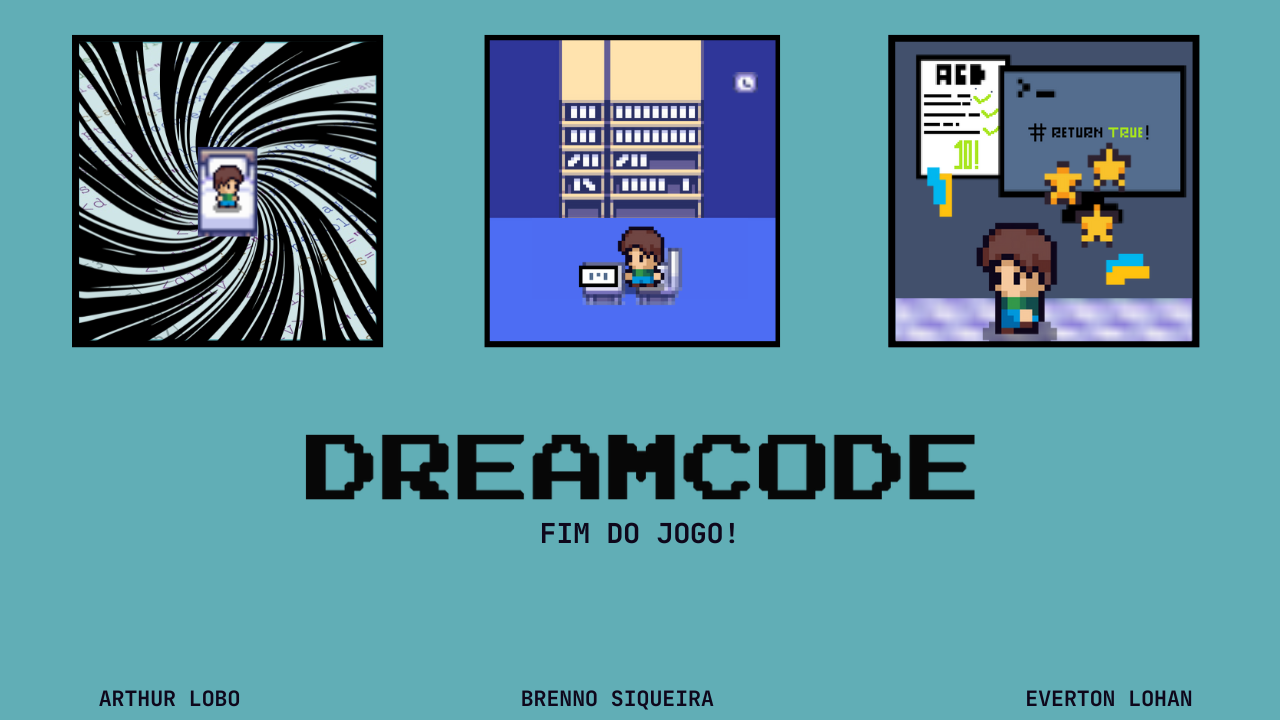 ACD
>_
# RETURN TRUE!
10!
DREAMCODE
FIM DO JOGO!
ARTHUR LOBO
BRENNO SIQUEIRA
EVERTON LOHAN